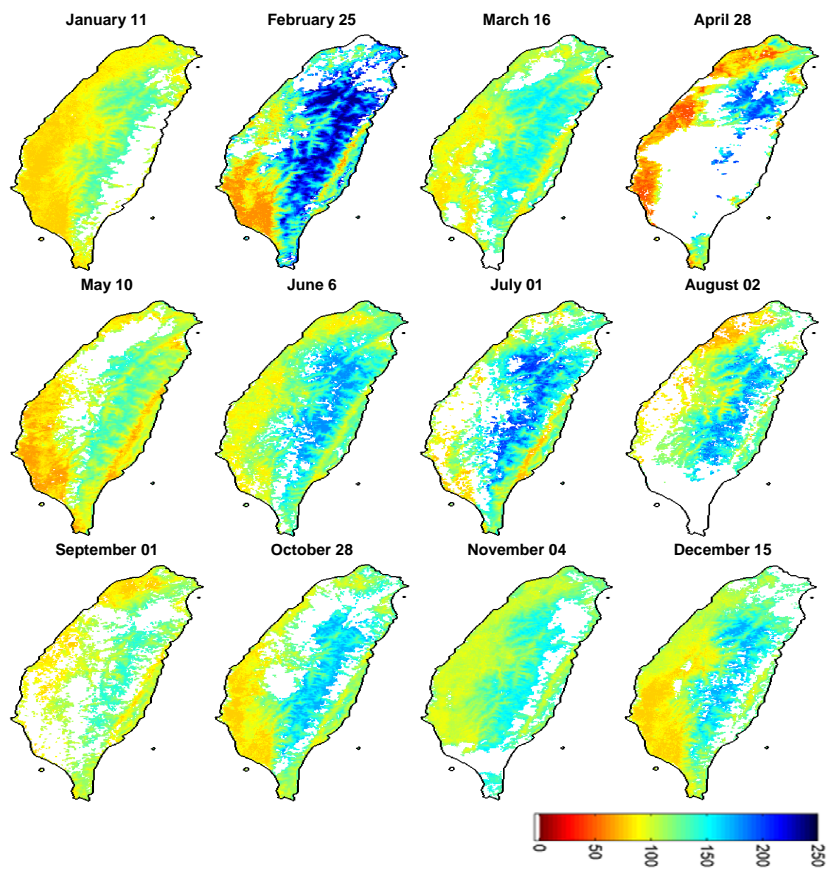 January 11
February 25
March 16
April 28
May 10
June 6
July 01
August 02
September 01
October 28
November 04
December 15
0
50
100
150
200
250